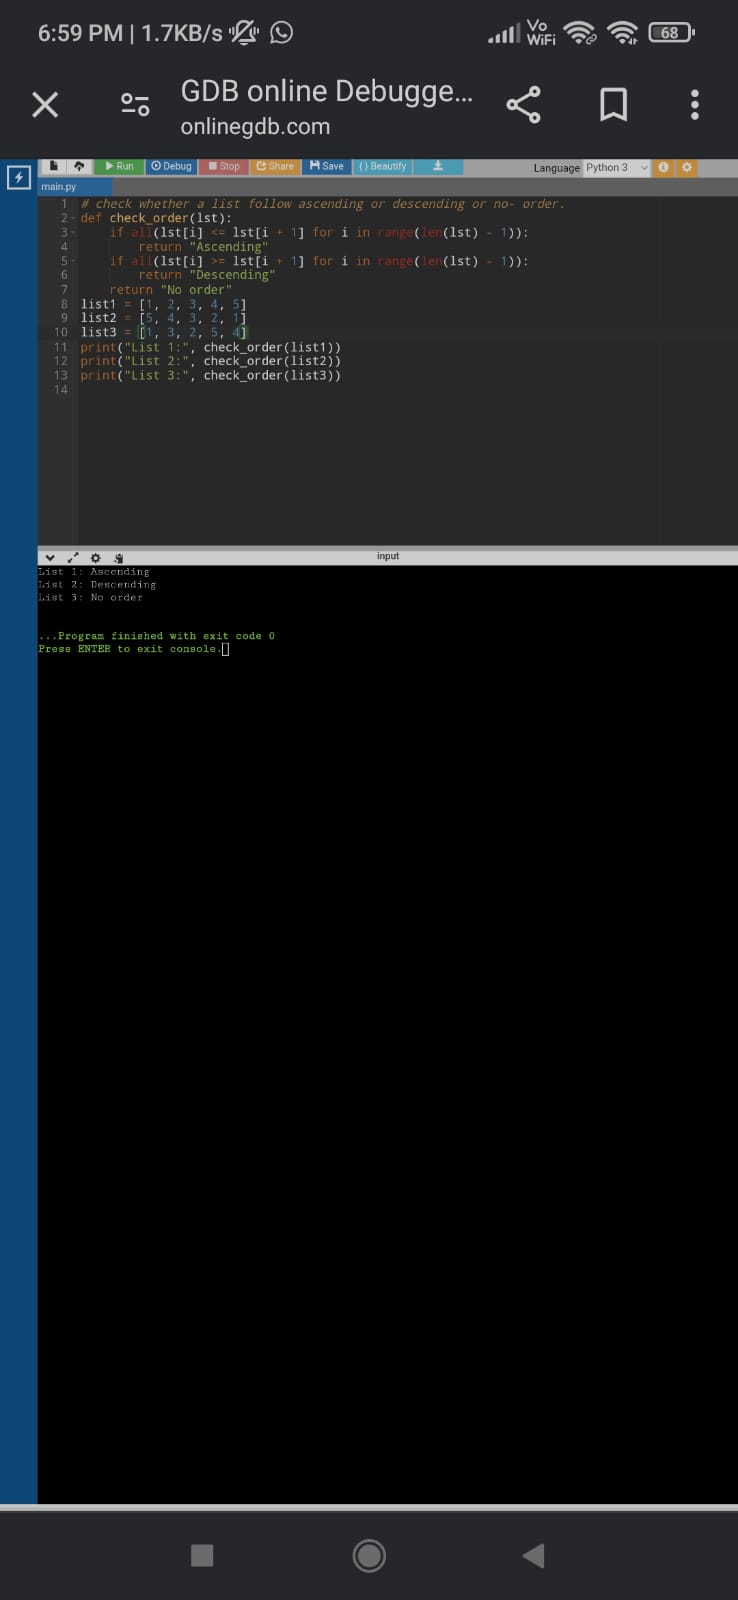 6:59 PM | 1.7KB/s Vo WiFi 68
GDB online Debugge...
onlinegdb.com
Run Debug Stop Share Save {} Beautify Language Python 3
main.py
1 # check whether a list follow ascending or descending or no- order.
2 def check_order(lst):
3     if all(lst[i] <= lst[i + 1] for i in range(len(lst) - 1)):
4         return "Ascending"
5     if all(lst[i] >= lst[i + 1] for i in range(len(lst) - 1)):
6         return "Descending"
7     return "No order"
8 list1 = [1, 2, 3, 4, 5]
9 list2 = [5, 4, 3, 2, 1]
10 list3 = [1, 3, 2, 5, 4]
11 print("List 1:", check_order(list1))
12 print("List 2:", check_order(list2))
13 print("List 3:", check_order(list3))
14
input
List 1: Ascending
List 2: Descending
List 3: No order
...Program finished with exit code 0
Press ENTER to exit console.